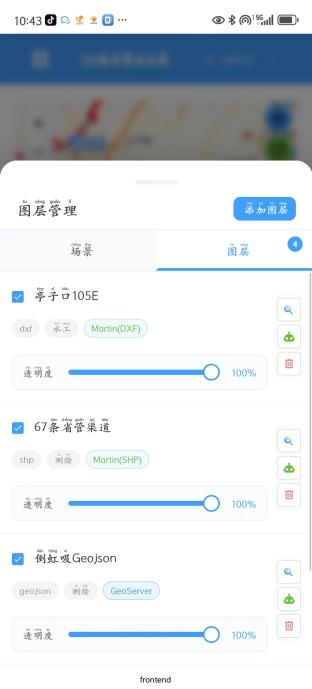 10:43
5G
图层管理
添加图层
场景
图层
4
亭子口105E
dxf
水工
Martin(DXF)
透明度
100%
67条省管渠道
shp
测绘
Martin(SHP)
透明度
100%
倒虹吸Geojson
geojson
测绘
GeoServer
透明度
100%
frontend